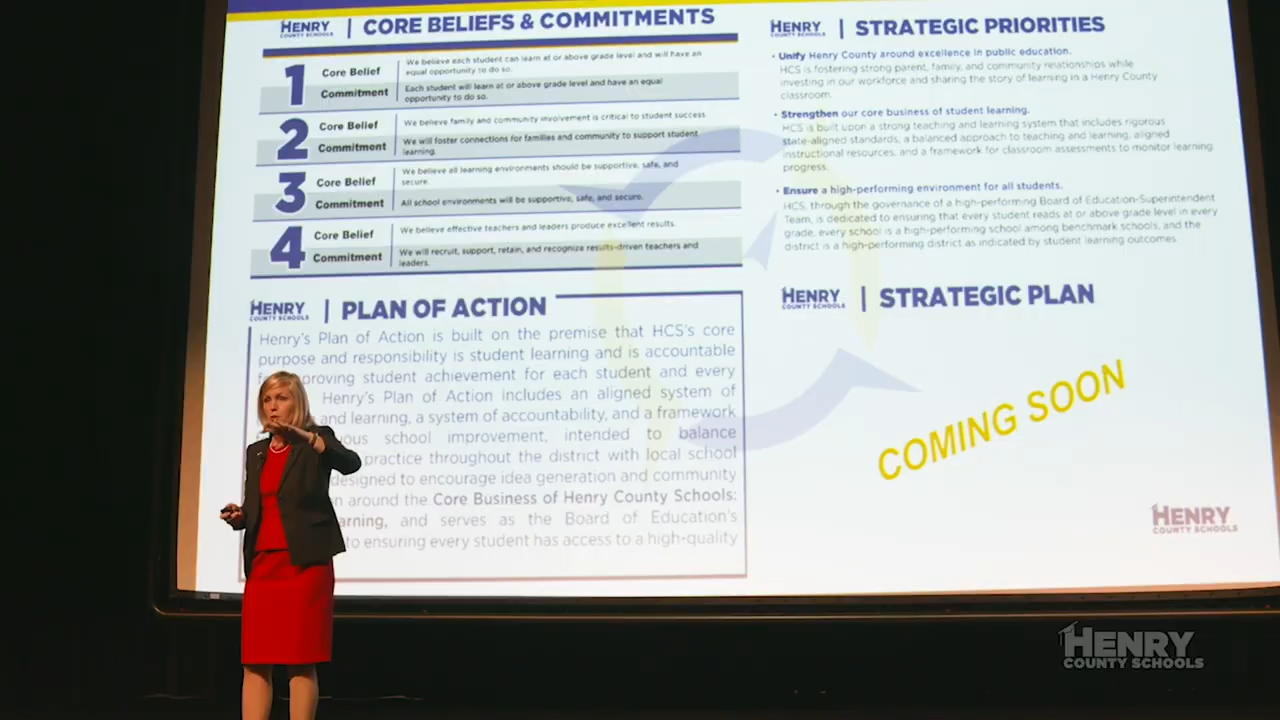 HENRY COUNTY SCHOOLS | CORE BELIEFS & COMMITMENTS
1
Core Belief
We believe each student can learn at or above grade level and will have an
equal opportunity to do so.
Commitment
Each student will learn at or above grade level and have an equal
opportunity to do so.
2
Core Belief
We believe family and community involvement is critical to student success.
Commitment
We will foster connections for families and community to support student
learning.
3
Core Belief
We believe all learning environments should be supportive, safe, and
secure.
Commitment
All school environments will be supportive, safe, and secure.
4
Core Belief
We believe effective teachers and leaders produce excellent results.
Commitment
We will recruit, support, retain, and recognize results-driven teachers and
leaders.
HENRY COUNTY SCHOOLS | PLAN OF ACTION
Henry's Plan of Action is built on the premise that HCS's core
purpose and responsibility is student learning and is accountable
proving student achievement for each student and every
Henry's Plan of Action includes an aligned system of
and learning, a system of accountability, and a framework
uous school improvement, intended to balance
practice throughout the district with local school
designed to encourage idea generation and community
around the Core Business of Henry County Schools:
arning, and serves as the Board of Education's
to ensuring every student has access to a high-quality
HENRY COUNTY SCHOOLS | STRATEGIC PRIORITIES
• Unify Henry County around excellence in public education.
HCS is fostering strong parent, family, and community relationships while
investing in our workforce and sharing the story of learning in a Henry County
classroom.
• Strengthen our core business of student learning.
HCS is built upon a strong teaching and learning system that includes rigorous
state-aligned standards, a balanced approach to teaching and learning, aligned
instructional resources, and a framework for classroom assessments to monitor learning
progress.
• Ensure a high-performing environment for all students.
HCS, through the governance of a high-performing Board of Education-Superintendent
Team, is dedicated to ensuring that every student reads at or above grade level in every
grade, every school is a high-performing school among benchmark schools, and the
district is a high-performing district as indicated by student learning outcomes.
HENRY COUNTY SCHOOLS | STRATEGIC PLAN
COMING SOON
HENRY
COUNTY SCHOOLS
HENRY
COUNTY SCHOOLS